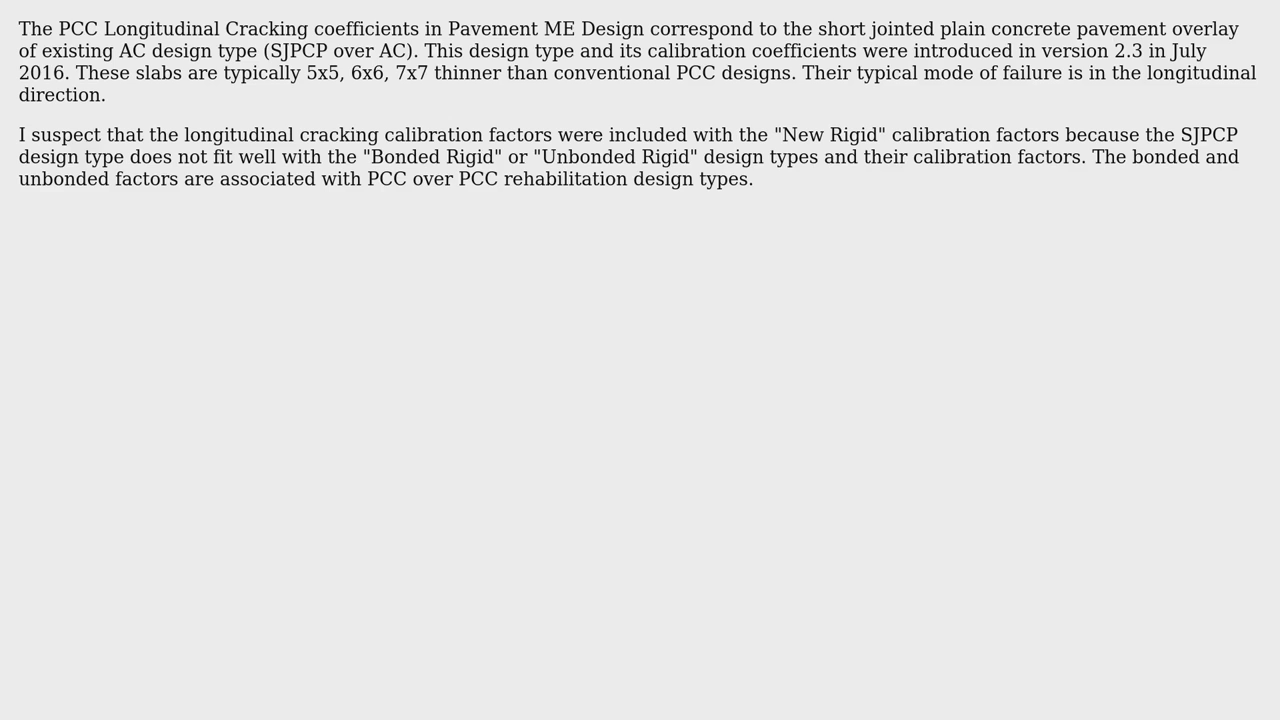 The PCC Longitudinal Cracking coefficients in Pavement ME Design correspond to the short jointed plain concrete pavement overlay
of existing AC design type (SJPCP over AC). This design type and its calibration coefficients were introduced in version 2.3 in July
2016. These slabs are typically 5x5, 6x6, 7x7 thinner than conventional PCC designs. Their typical mode of failure is in the longitudinal
direction.
I suspect that the longitudinal cracking calibration factors were included with the "New Rigid" calibration factors because the SJPCP
design type does not fit well with the "Bonded Rigid" or "Unbonded Rigid" design types and their calibration factors. The bonded and
unbonded factors are associated with PCC over PCC rehabilitation design types.